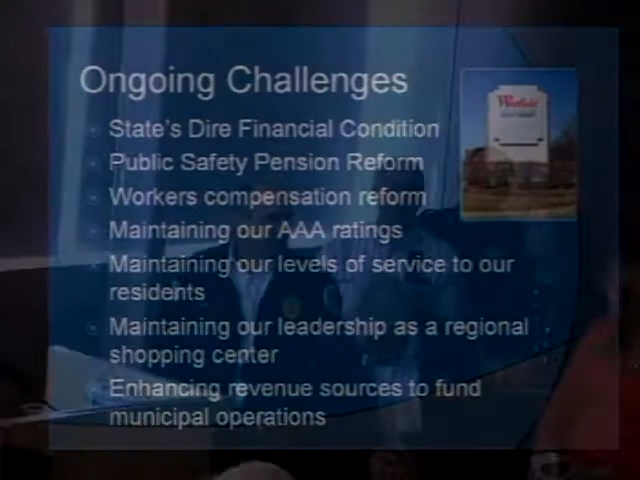 Ongoing Challenges
State's Dire Financial Condition
Public Safety Pension Reform
Workers compensation reform
Maintaining our AAA ratings
Maintaining our levels of service to our
residents
Maintaining our leadership as a regional
shopping center
Enhancing revenue sources to fund
municipal operations
Westfield